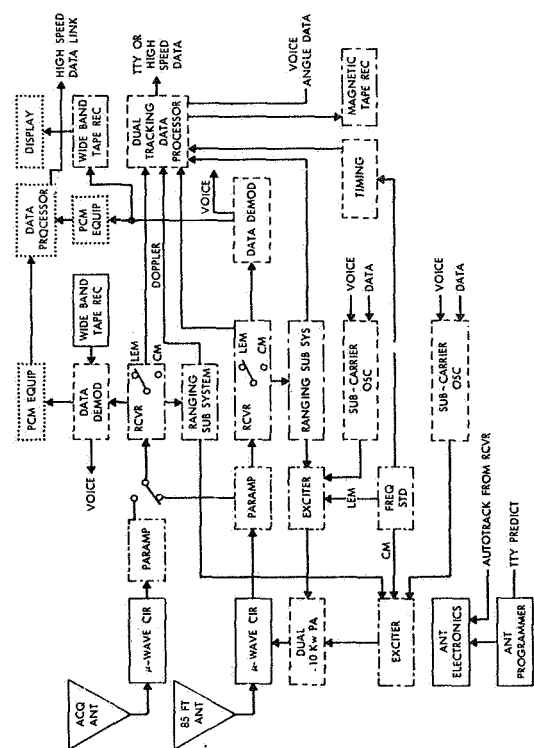 ACQ
ANT
μ-WAVE CIR
PARAMP
VOICE
PCM EQUIP
DATA
DEMOD
WIDE BAND
TAPE REC
RCVR
LEM
CM
RANGING
SUB SYSTEM
DATA
PROCESSOR
PCM
EQUIP
DISPLAY
WIDE BAND
TAPE REC
HIGH SPEED
DATA LINK
DOPPLER
DUAL
TRACKING
DATA
PROCESSOR
TTY OR
HIGH
SPEED
DATA
85 FT
ANT
μ-WAVE CIR
PARAMP
RCVR
LEM
CM
DATA DEMOD
VOICE
VOICE
ANGLE DATA
DUAL
-10 KW PA
EXCITER
RANGING SUB SYS
LEM
SUB-CARRIER
OSC
VOICE
DATA
TIMING
MAGNETIC
TAPE REC
EXCITER
CM
FREQ
STD
SUB-CARRIER
OSC
VOICE
DATA
ANT
ELECTRONICS
AUTOTRACK FROM RCVR
ANT
PROGRAMMER
TTY PREDICT